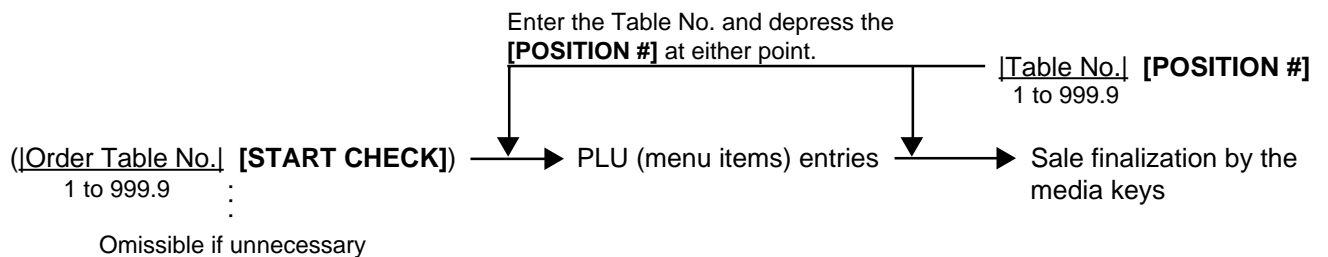 Enter the Table No. and depress the
[POSITION #] at either point.
|Table No.| [POSITION #]
1 to 999.9
(|Order Table No.| [START CHECK])
PLU (menu items) entries
Sale finalization by the
media keys
1 to 999.9
Omissible if unnecessary